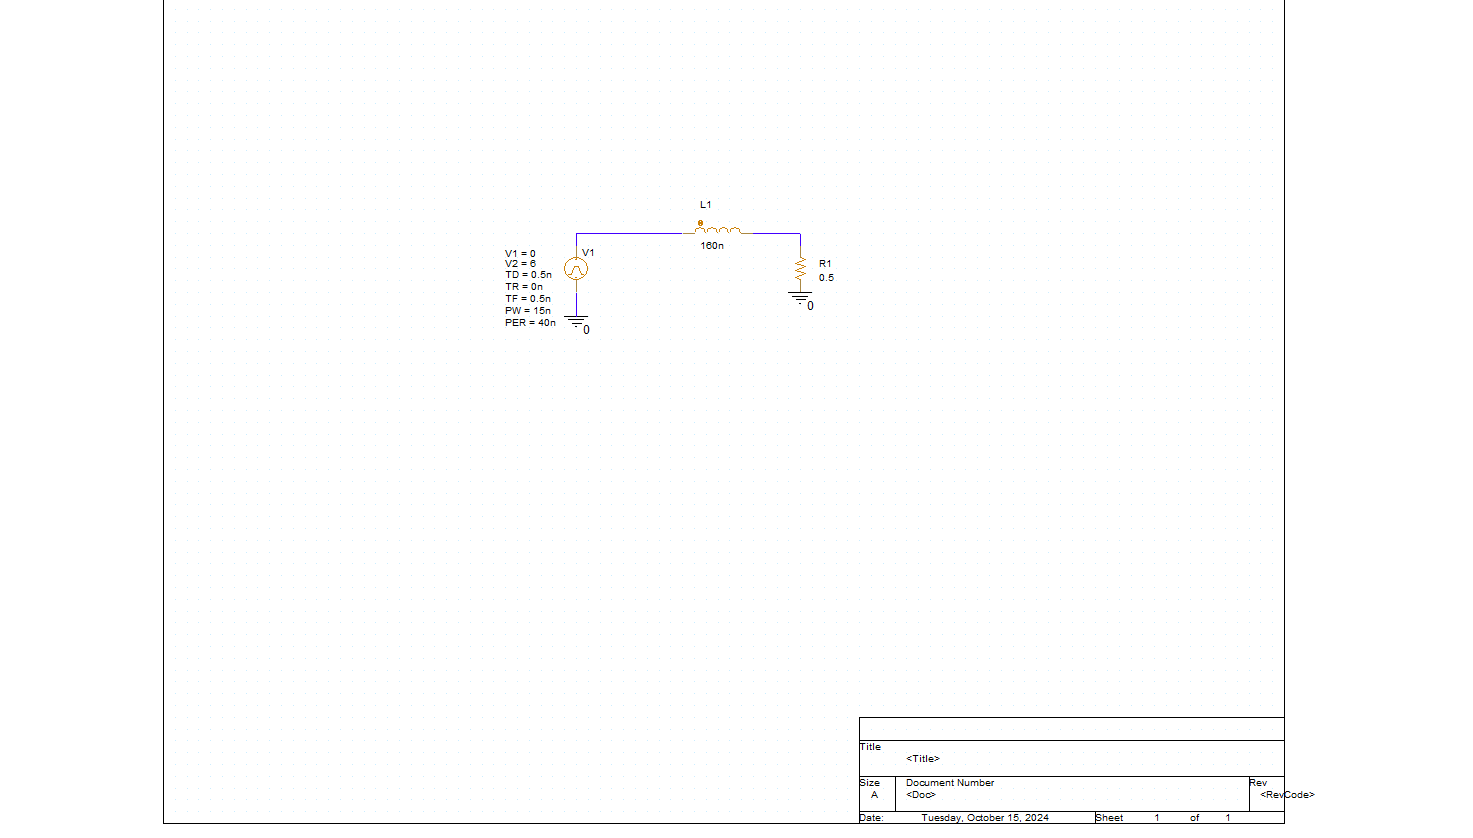 L1
160n
V1
V1 = 0
V2 = 6
TD = 0.5n
TR = 0n
TF = 0.5n
PW = 15n
PER = 40n
0
R1
0.5
0
Title
<Title>
Size
A
Document Number
<Doc>
Rev
<RevCode>
Date: Tuesday, October 15, 2024 Sheet 1 of 1